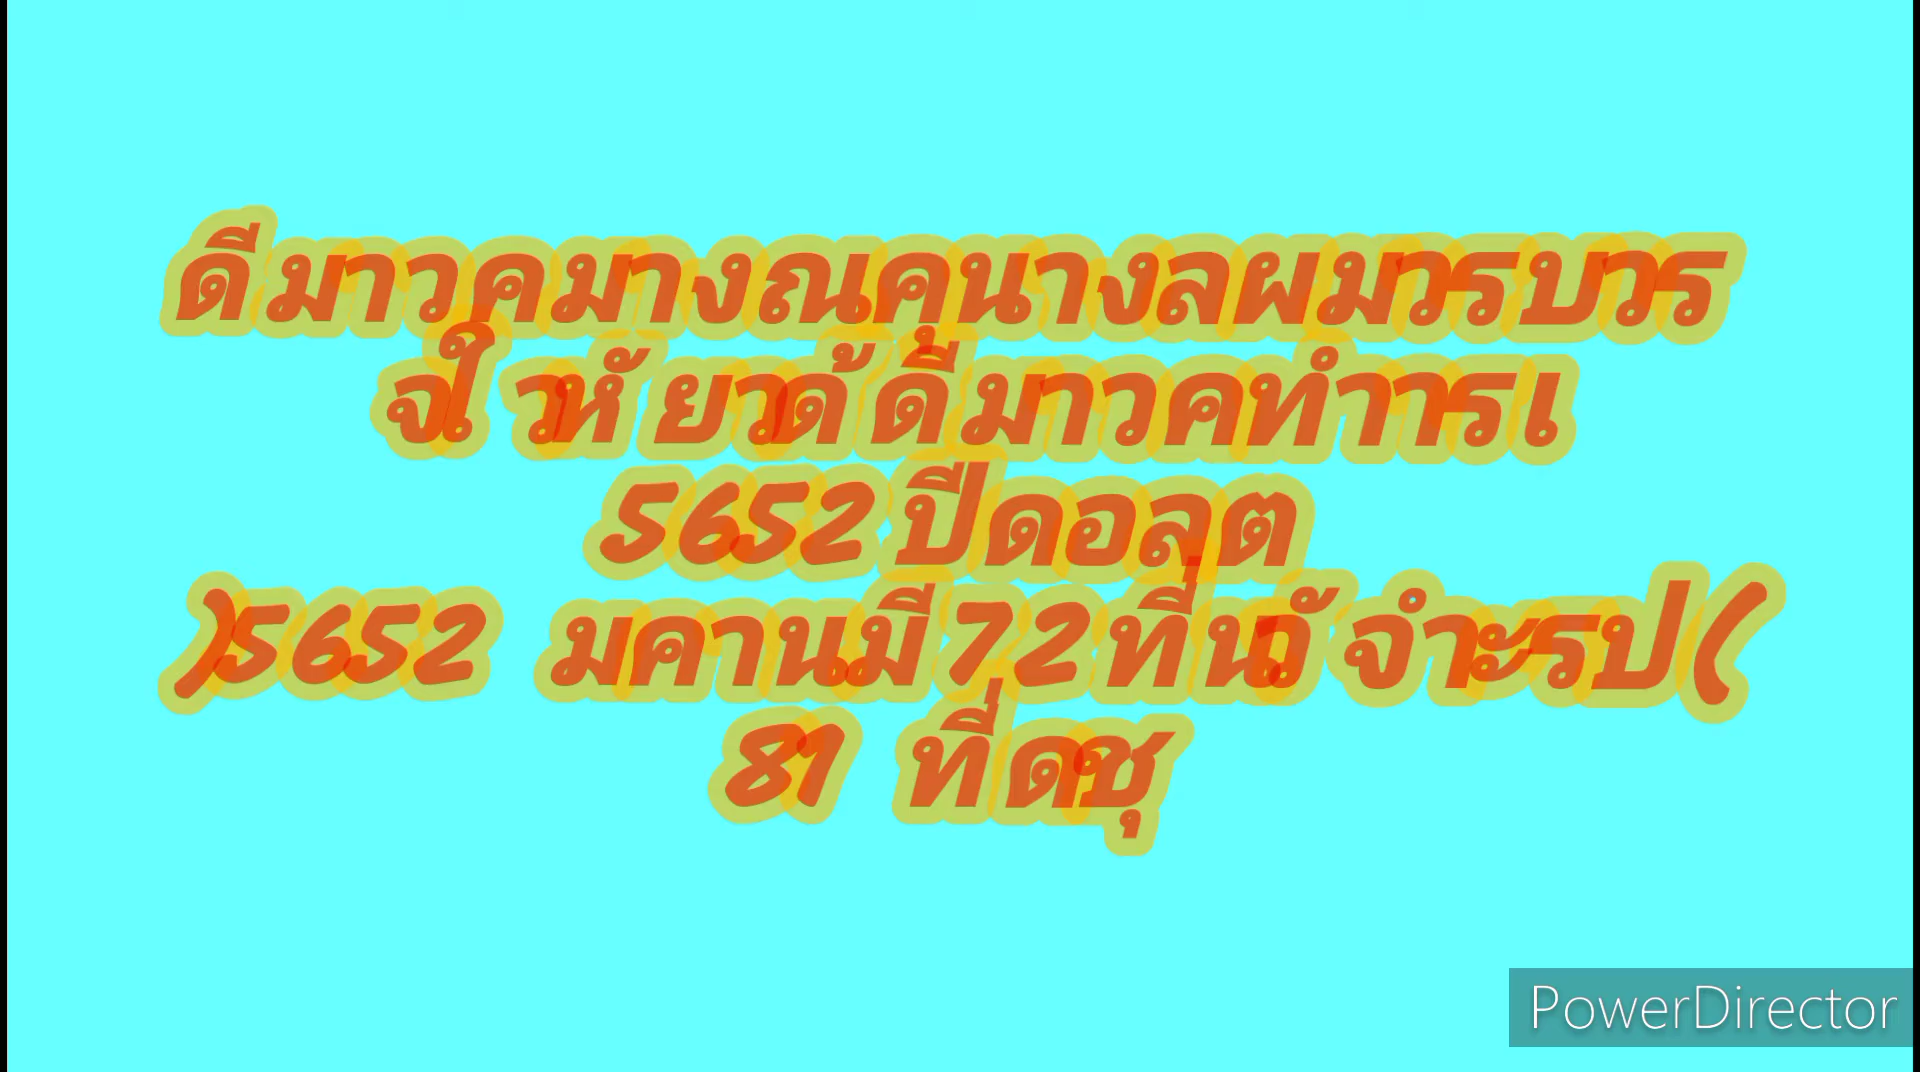 ดีมาวคมางณคุนางลผมารบวร
จใ วห้ ยวด้ ดีมาวคทำารเ
5652 ปีดอลุต
)5652 มคานมี 72 ที่นวั จำะรป(
81 ที่ ดชุ
PowerDirector